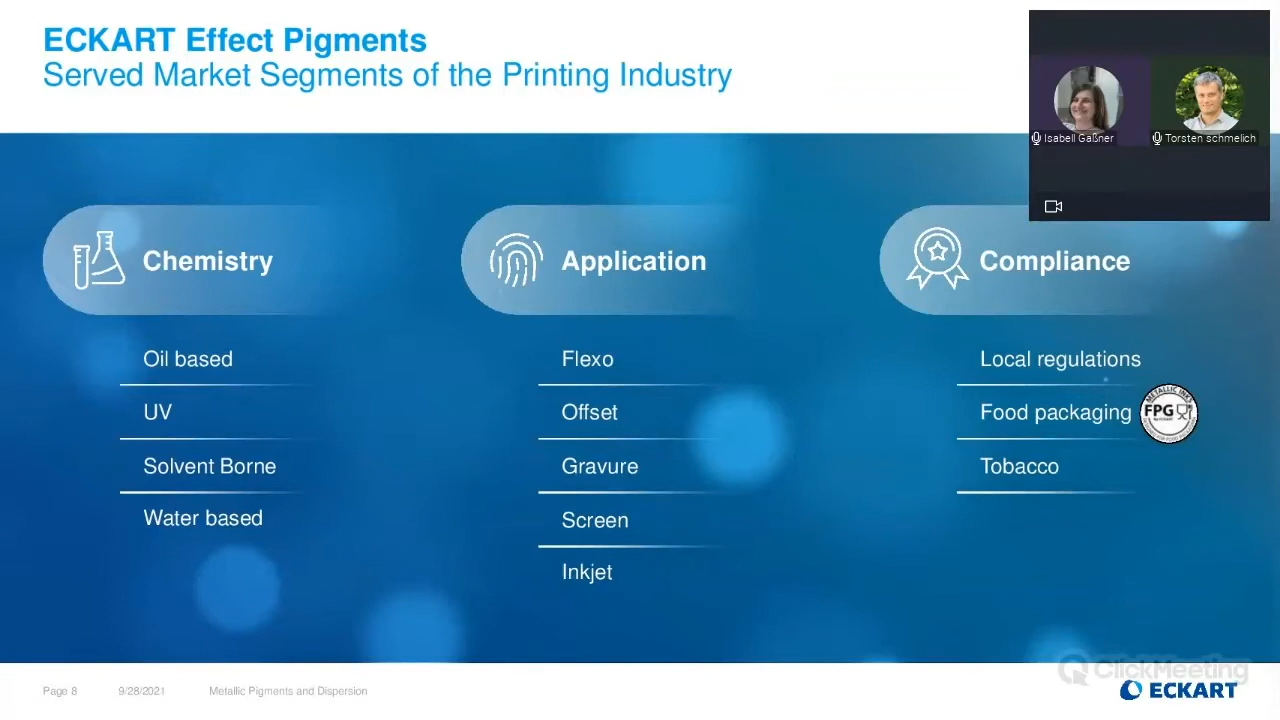 ECKART Effect Pigments
Served Market Segments of the Printing Industry
Isabell Gaßner
Torsten schmelich
Chemistry
Oil based
UV
Solvent Borne
Water based
Application
Flexo
Offset
Gravure
Screen
Inkjet
Compliance
Local regulations
Food packaging
METALLIC INKS
FPG
Tobacco
Page 8
9/28/2021
Metallic Pigments and Dispersion
ClickMeeting
ECKART